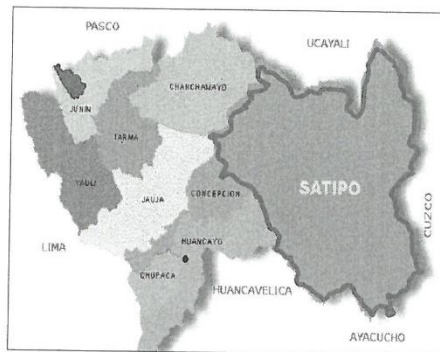 PASCO
UCAYALI
CHANCHAMAYO
JUNIN
TARMA
YAULI
SATIPO
CONCEPCION
JAUJA
CUZCO
LIMA
HUANCAYO
CHUPACA
HUANCAVELICA
AYACUCHO